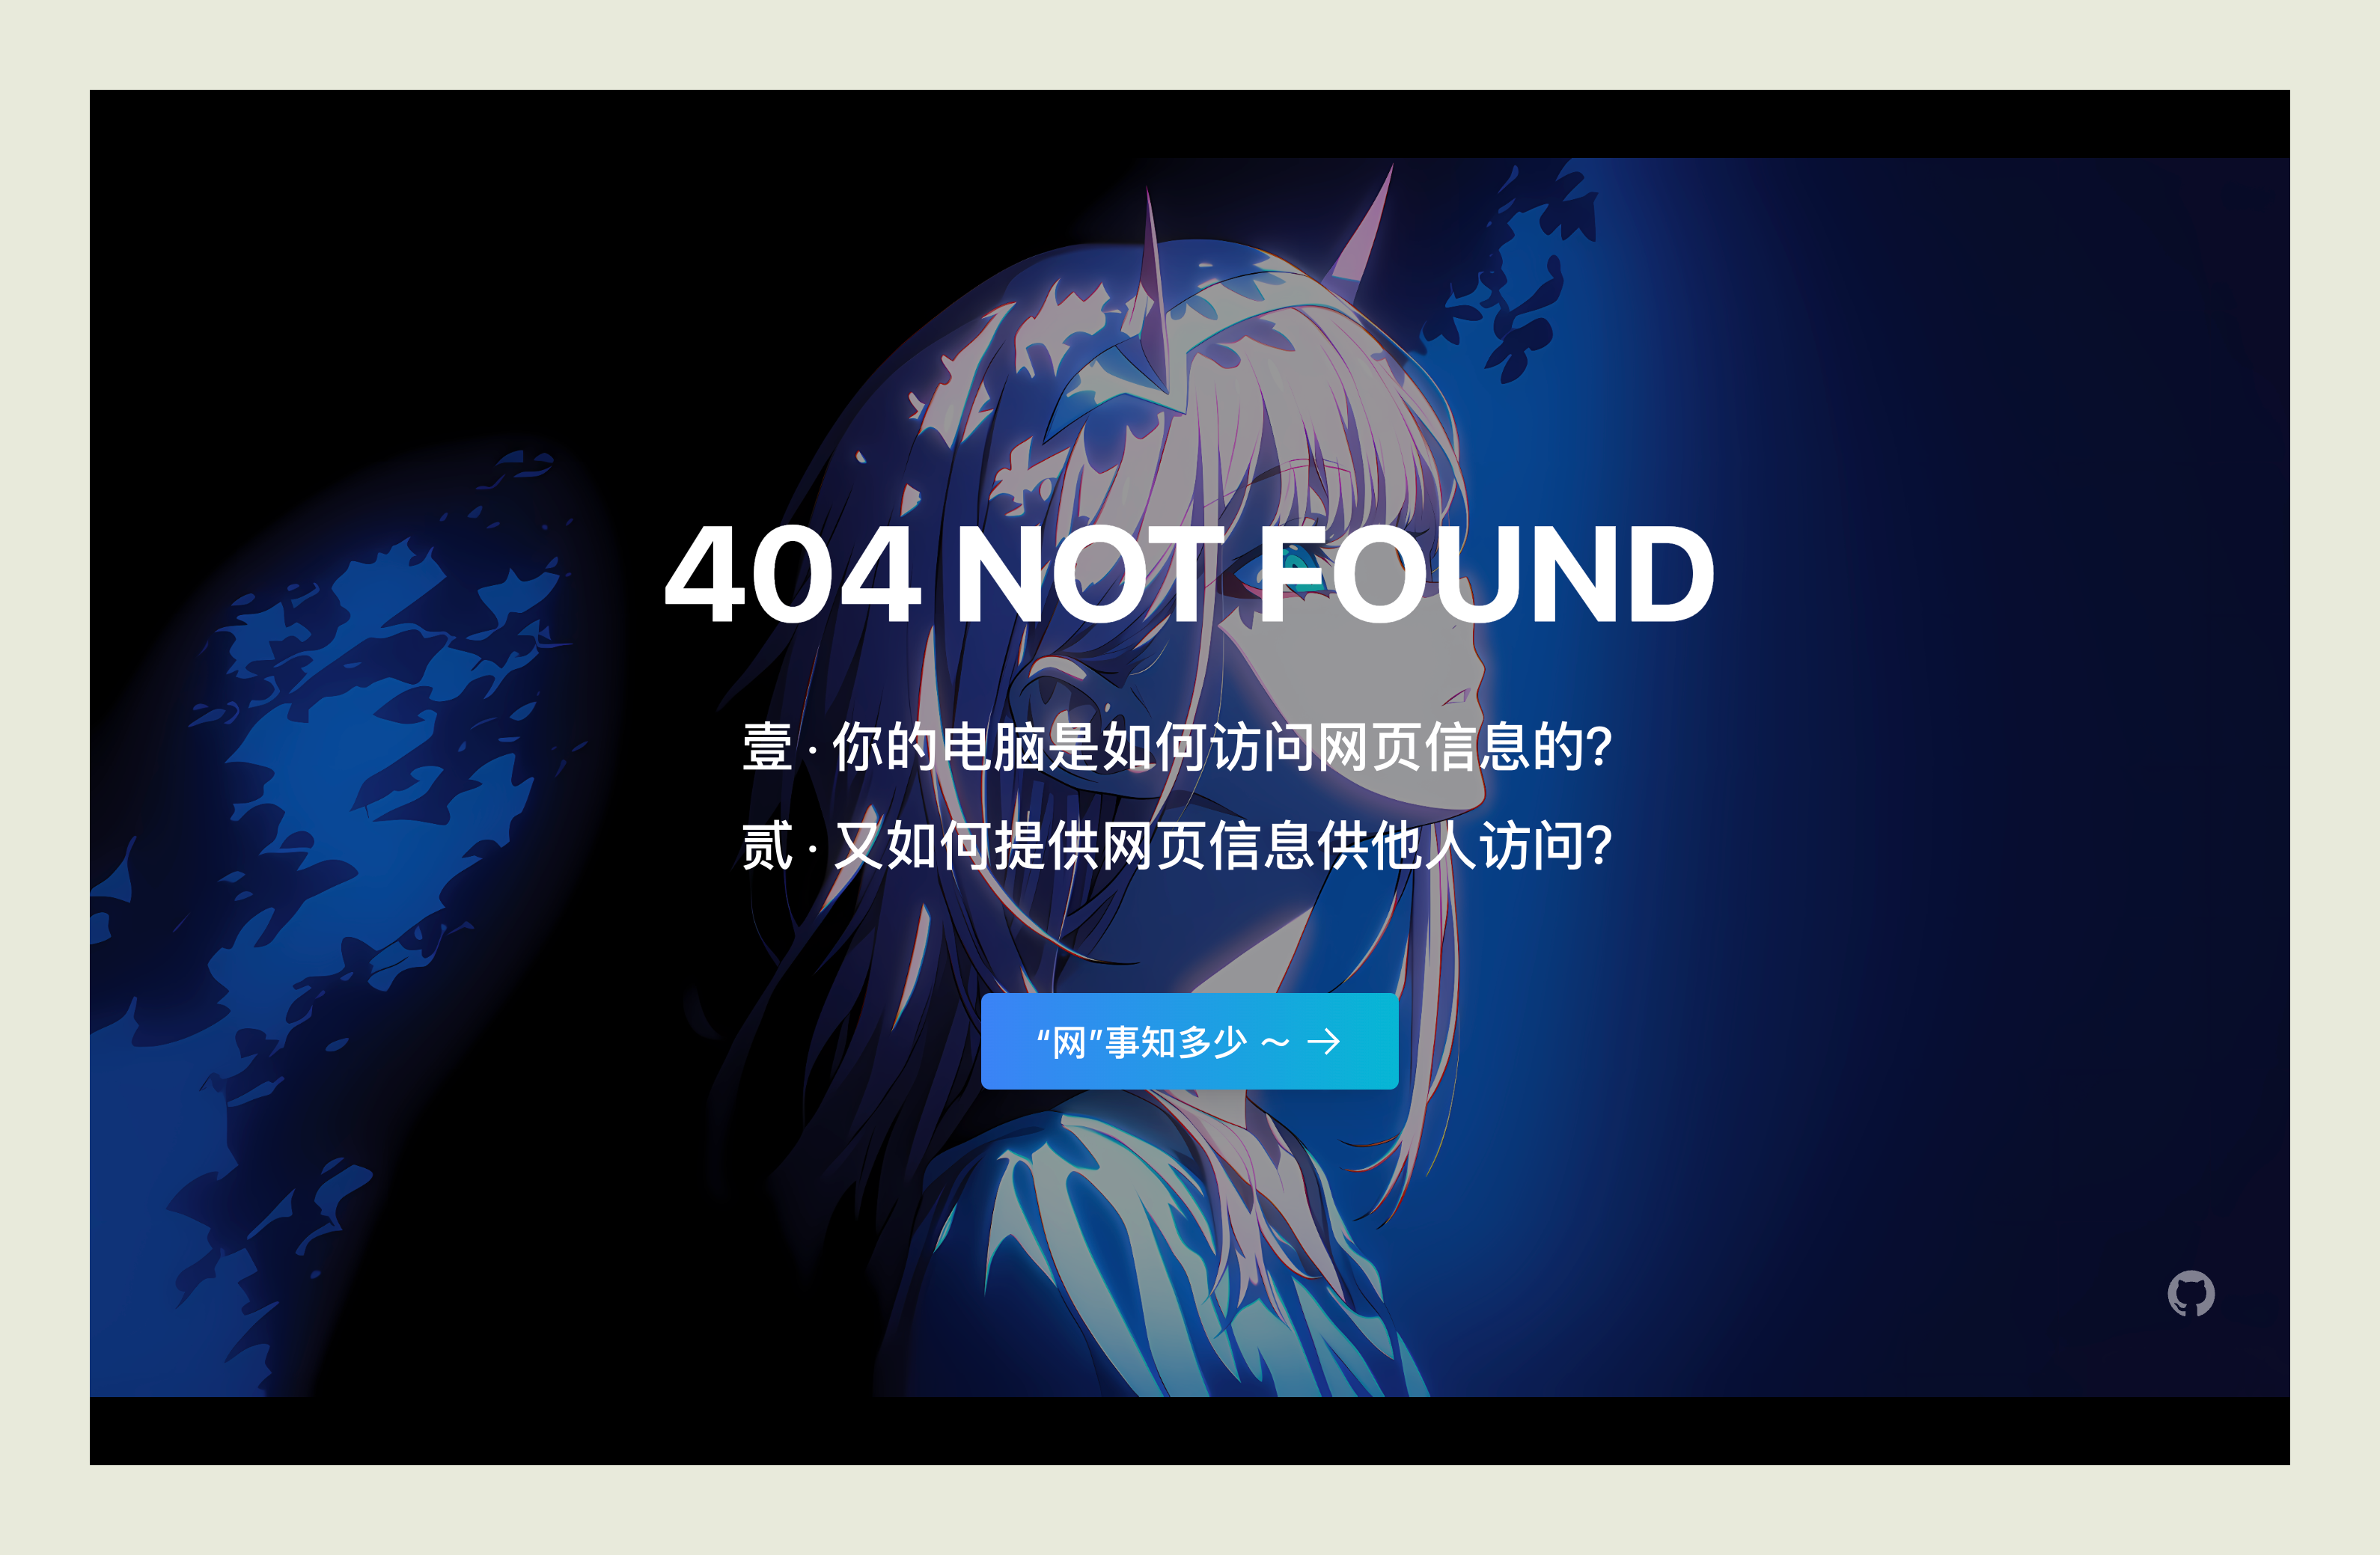 404 NOT FOUND
壹 · 你的电脑是如何访问网页信息的?
贰 · 又如何提供网页信息供他人访问?
“网”事知多少 ～ →